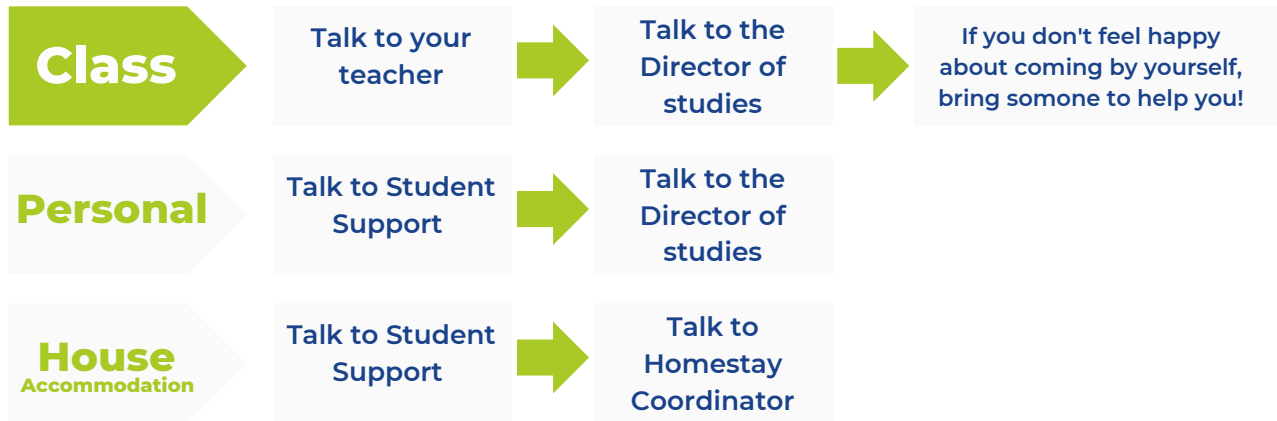 Class
Talk to your
teacher
Talk to the
Director of
studies
If you don't feel happy
about coming by yourself,
bring somone to help you!
Personal
Talk to Student
Support
Talk to the
Director of
studies
House
Accommodation
Talk to Student
Support
Talk to
Homestay
Coordinator